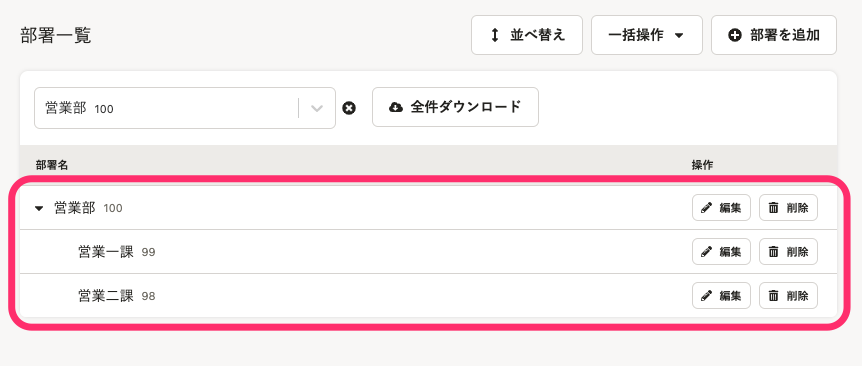 部署一覧
並べ替え 一括操作 部署を追加
営業部 100 全件ダウンロード
部署名 操作
営業部 100 編集 削除
営業一課 99 編集 削除
営業二課 98 編集 削除